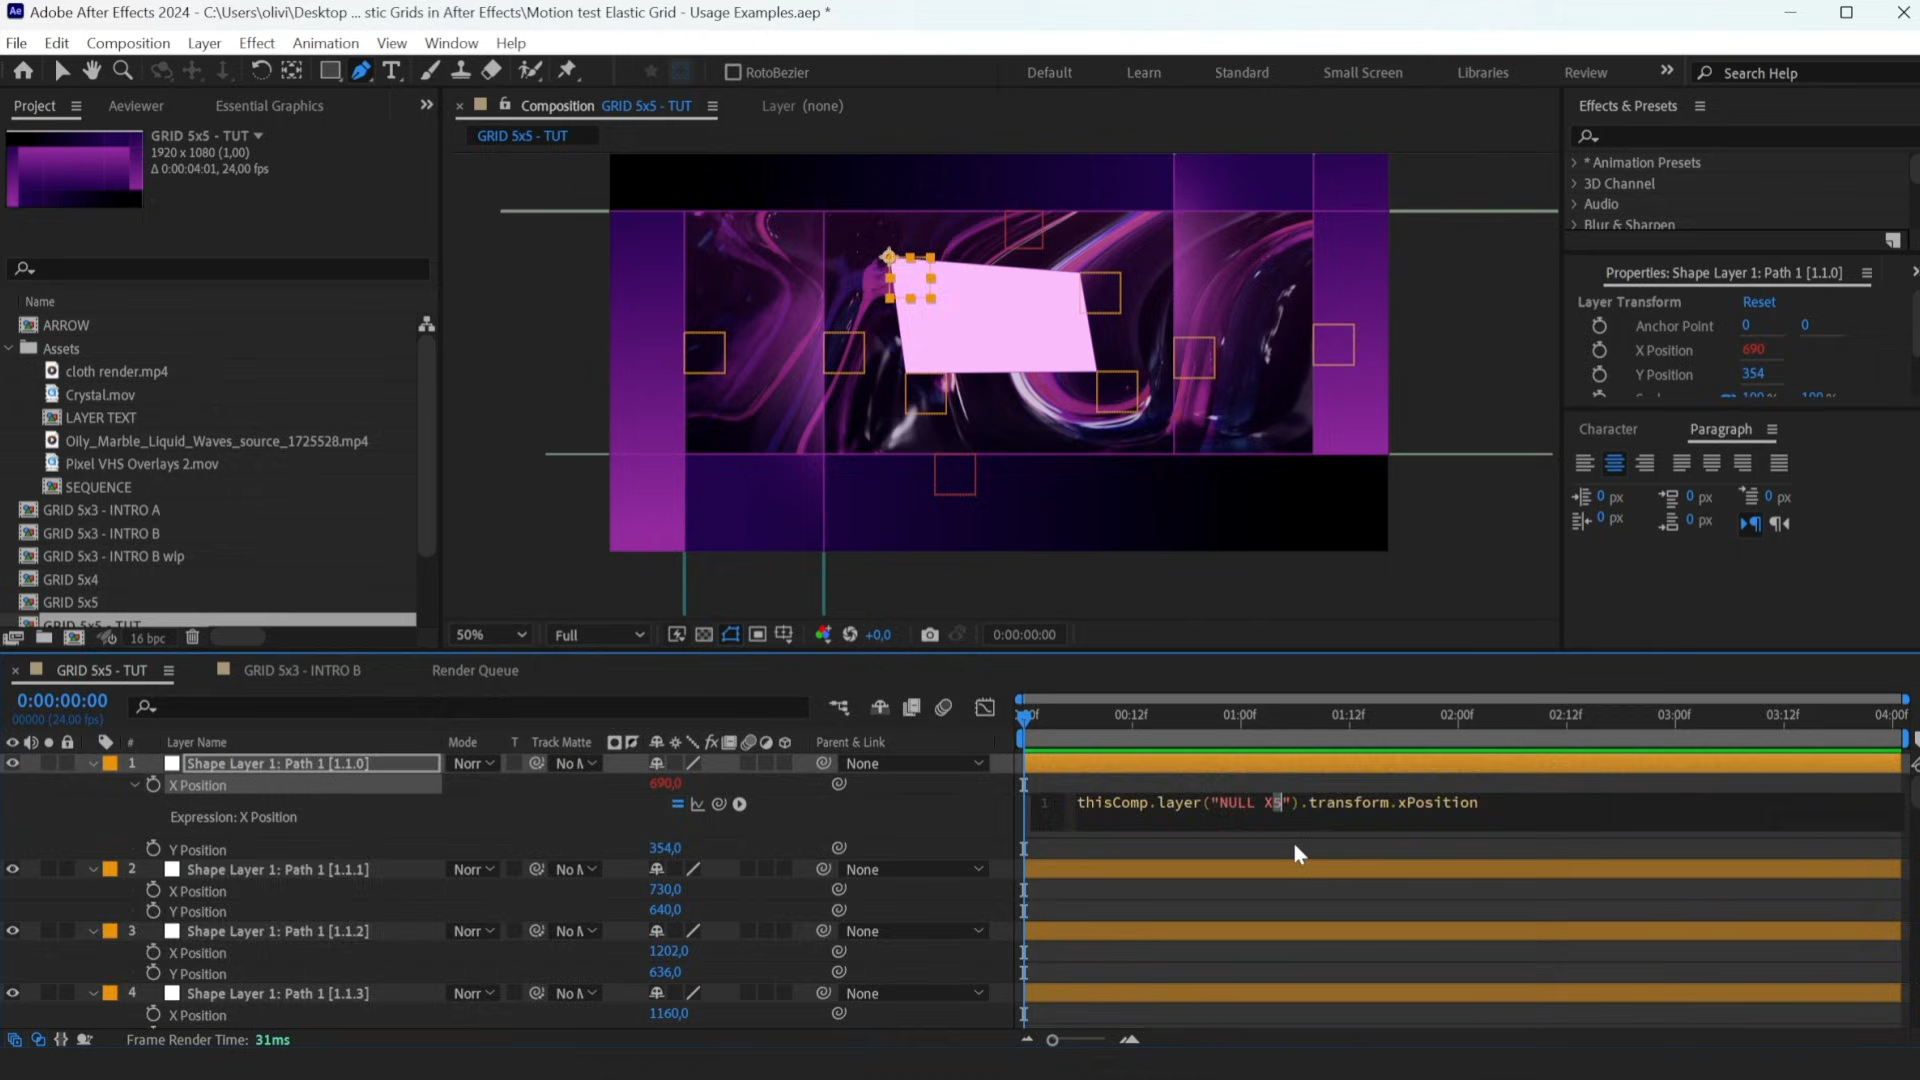 Adobe After Effects 2024 - C:\Users\olivi\Desktop ... stic Grids in After Effects\Motion test Elastic Grid - Usage Examples.aep *
File Edit Composition Layer Effect Animation View Window Help
RotoBezier
Default Learn Standard Small Screen Libraries Review Search Help
Project Aeviewer Essential Graphics
Composition GRID 5x5 - TUT
Layer (none)
Effects & Presets
GRID 5x5 - TUT
1920 x 1080 (1,00)
Δ 0:00:04:01, 24,00 fps
GRID 5x5 - TUT
* Animation Presets
3D Channel
Audio
Blur & Sharpen
Name
ARROW
Assets
cloth render.mp4
Crystal.mov
LAYER TEXT
Oily_Marble_Liquid_Waves_source_1725528.mp4
Pixel VHS Overlays 2.mov
SEQUENCE
GRID 5x3 - INTRO A
GRID 5x3 - INTRO B
GRID 5x3 - INTRO B wip
GRID 5x4
GRID 5x5
GRID 5x5 - TUT
16 bpc
Properties: Shape Layer 1: Path 1 [1.1.0]
Layer Transform Reset
Anchor Point 0 0
X Position 690
Y Position 354
Character Paragraph
0 px 0 px 0 px
0 px 0 px
50% Full +0,0 0:00:00:00
GRID 5x5 - TUT GRID 5x3 - INTRO B Render Queue
0:00:00:00
00000 (24.00 fps)
00f 00:12f 01:00f 01:12f 02:00f 02:12f 03:00f 03:12f 04:00f
# Layer Name Mode T Track Matte fx Parent & Link
1 Shape Layer 1: Path 1 [1.1.0] Norr No M None
X Position 690,0
Expression: X Position
1 thisComp.layer("NULL X5").transform.xPosition
Y Position 354,0
2 Shape Layer 1: Path 1 [1.1.1] Norr No M None
X Position 730,0
Y Position 640,0
3 Shape Layer 1: Path 1 [1.1.2] Norr No M None
X Position 1202,0
Y Position 636,0
4 Shape Layer 1: Path 1 [1.1.3] Norr No M None
X Position 1160,0
Frame Render Time: 31ms